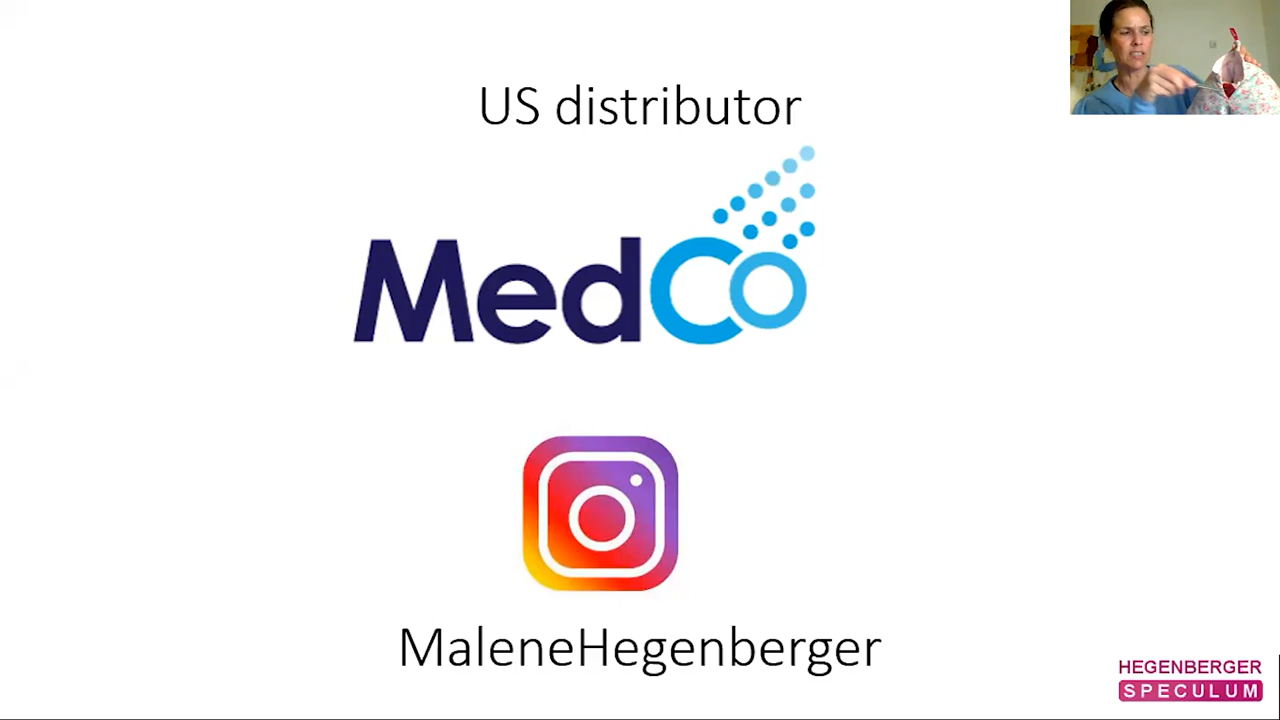 US distributor
MedCo
MaleneHegenberger
HEGENBERGER
SPECULUM